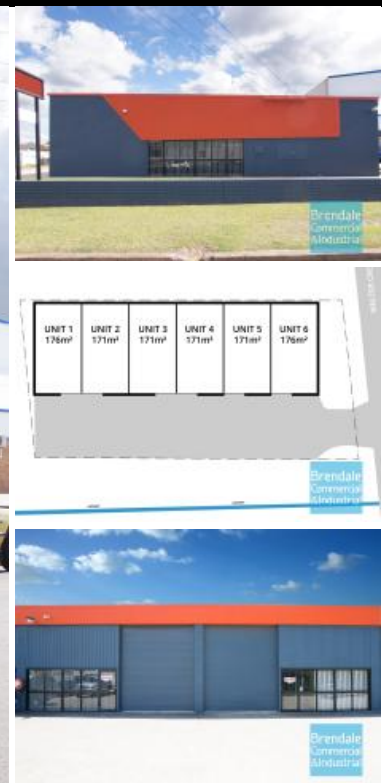 Brendale
Commercial
&Industrial
UNIT 1
176m²
UNIT 2
171m²
UNIT 3
171m²
UNIT 4
171m²
UNIT 5
171m²
UNIT 6
176m²
Brendale
Commercial
&Industrial
Brendale
Commercial
&Industrial